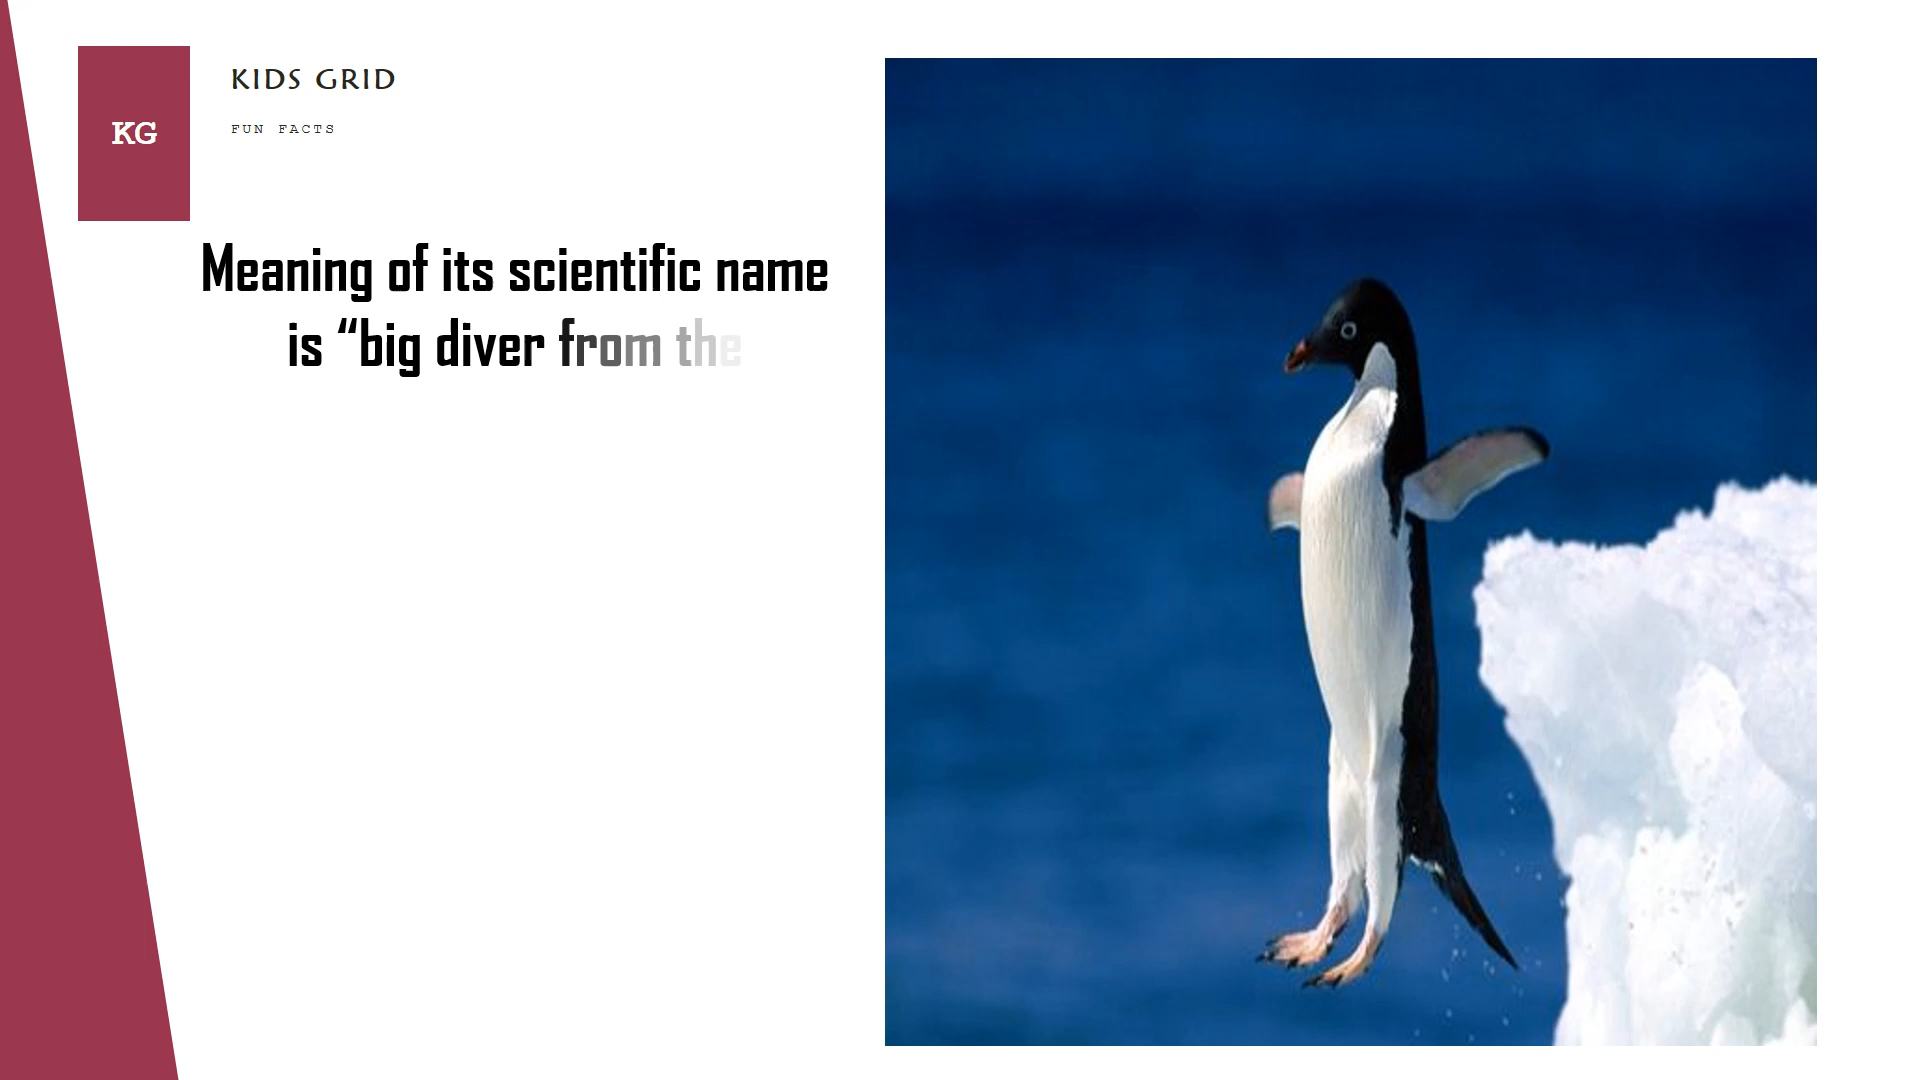 KG
KIDS GRID
FUN FACTS
Meaning of its scientific name
is “big diver from the